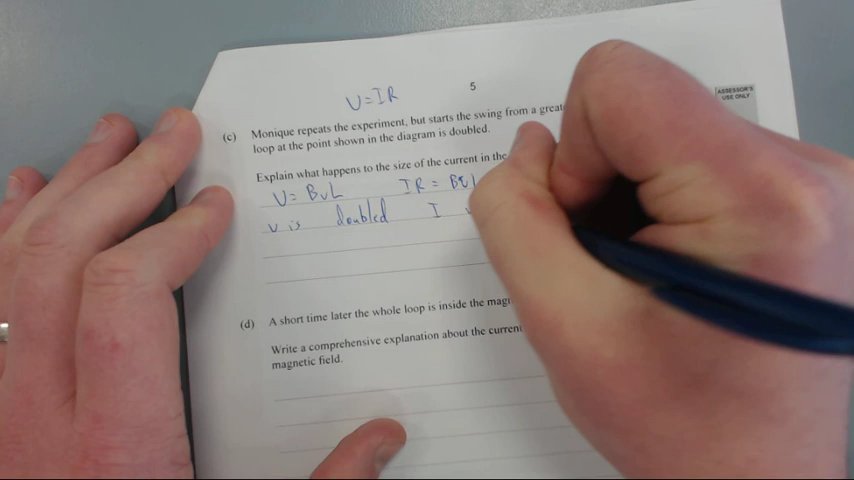 5
ASSESSOR'S
USE ONLY
V=IR
(c) Monique repeats the experiment, but starts the swing from a great
loop at the point shown in the diagram is doubled.
Explain what happens to the size of the current in the
V = BvL IR = BvL
v is doubled I
(d) A short time later the whole loop is inside the mag
Write a comprehensive explanation about the current
magnetic field.